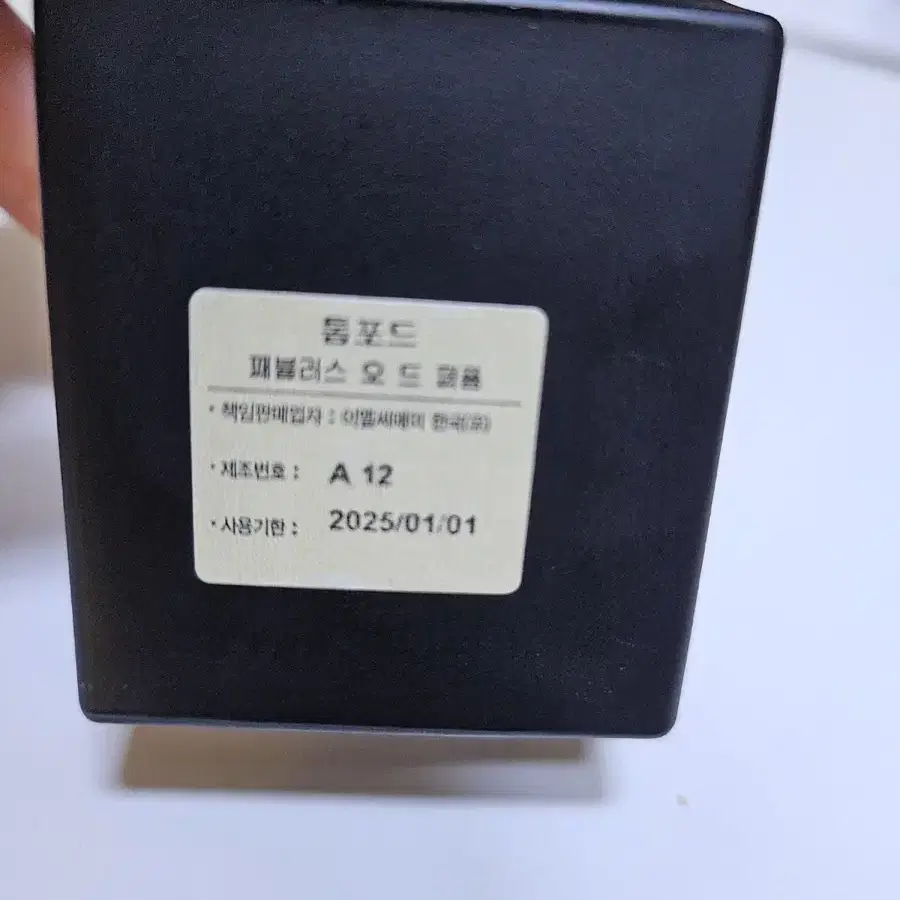 톰포드
패뷸러스 오 드 퍼퓸
· 책임판매업자 : 이엘씨에이 한국(유)
· 제조번호 : A 12
· 사용기한 : 2025/01/01